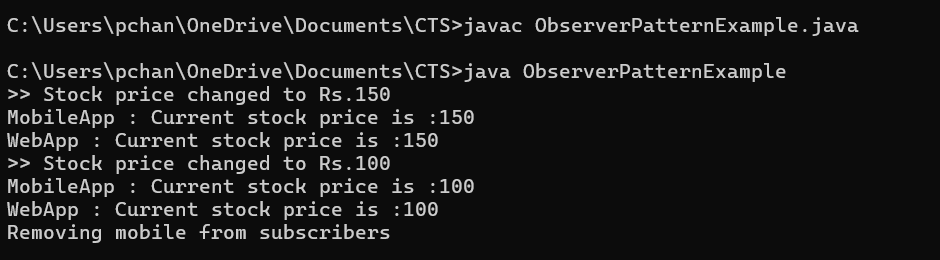 C:\Users\pchan\OneDrive\Documents\CTS>javac ObserverPatternExample.java
C:\Users\pchan\OneDrive\Documents\CTS>java ObserverPatternExample
>> Stock price changed to Rs.150
MobileApp : Current stock price is :150
WebApp : Current stock price is :150
>> Stock price changed to Rs.100
MobileApp : Current stock price is :100
WebApp : Current stock price is :100
Removing mobile from subscribers